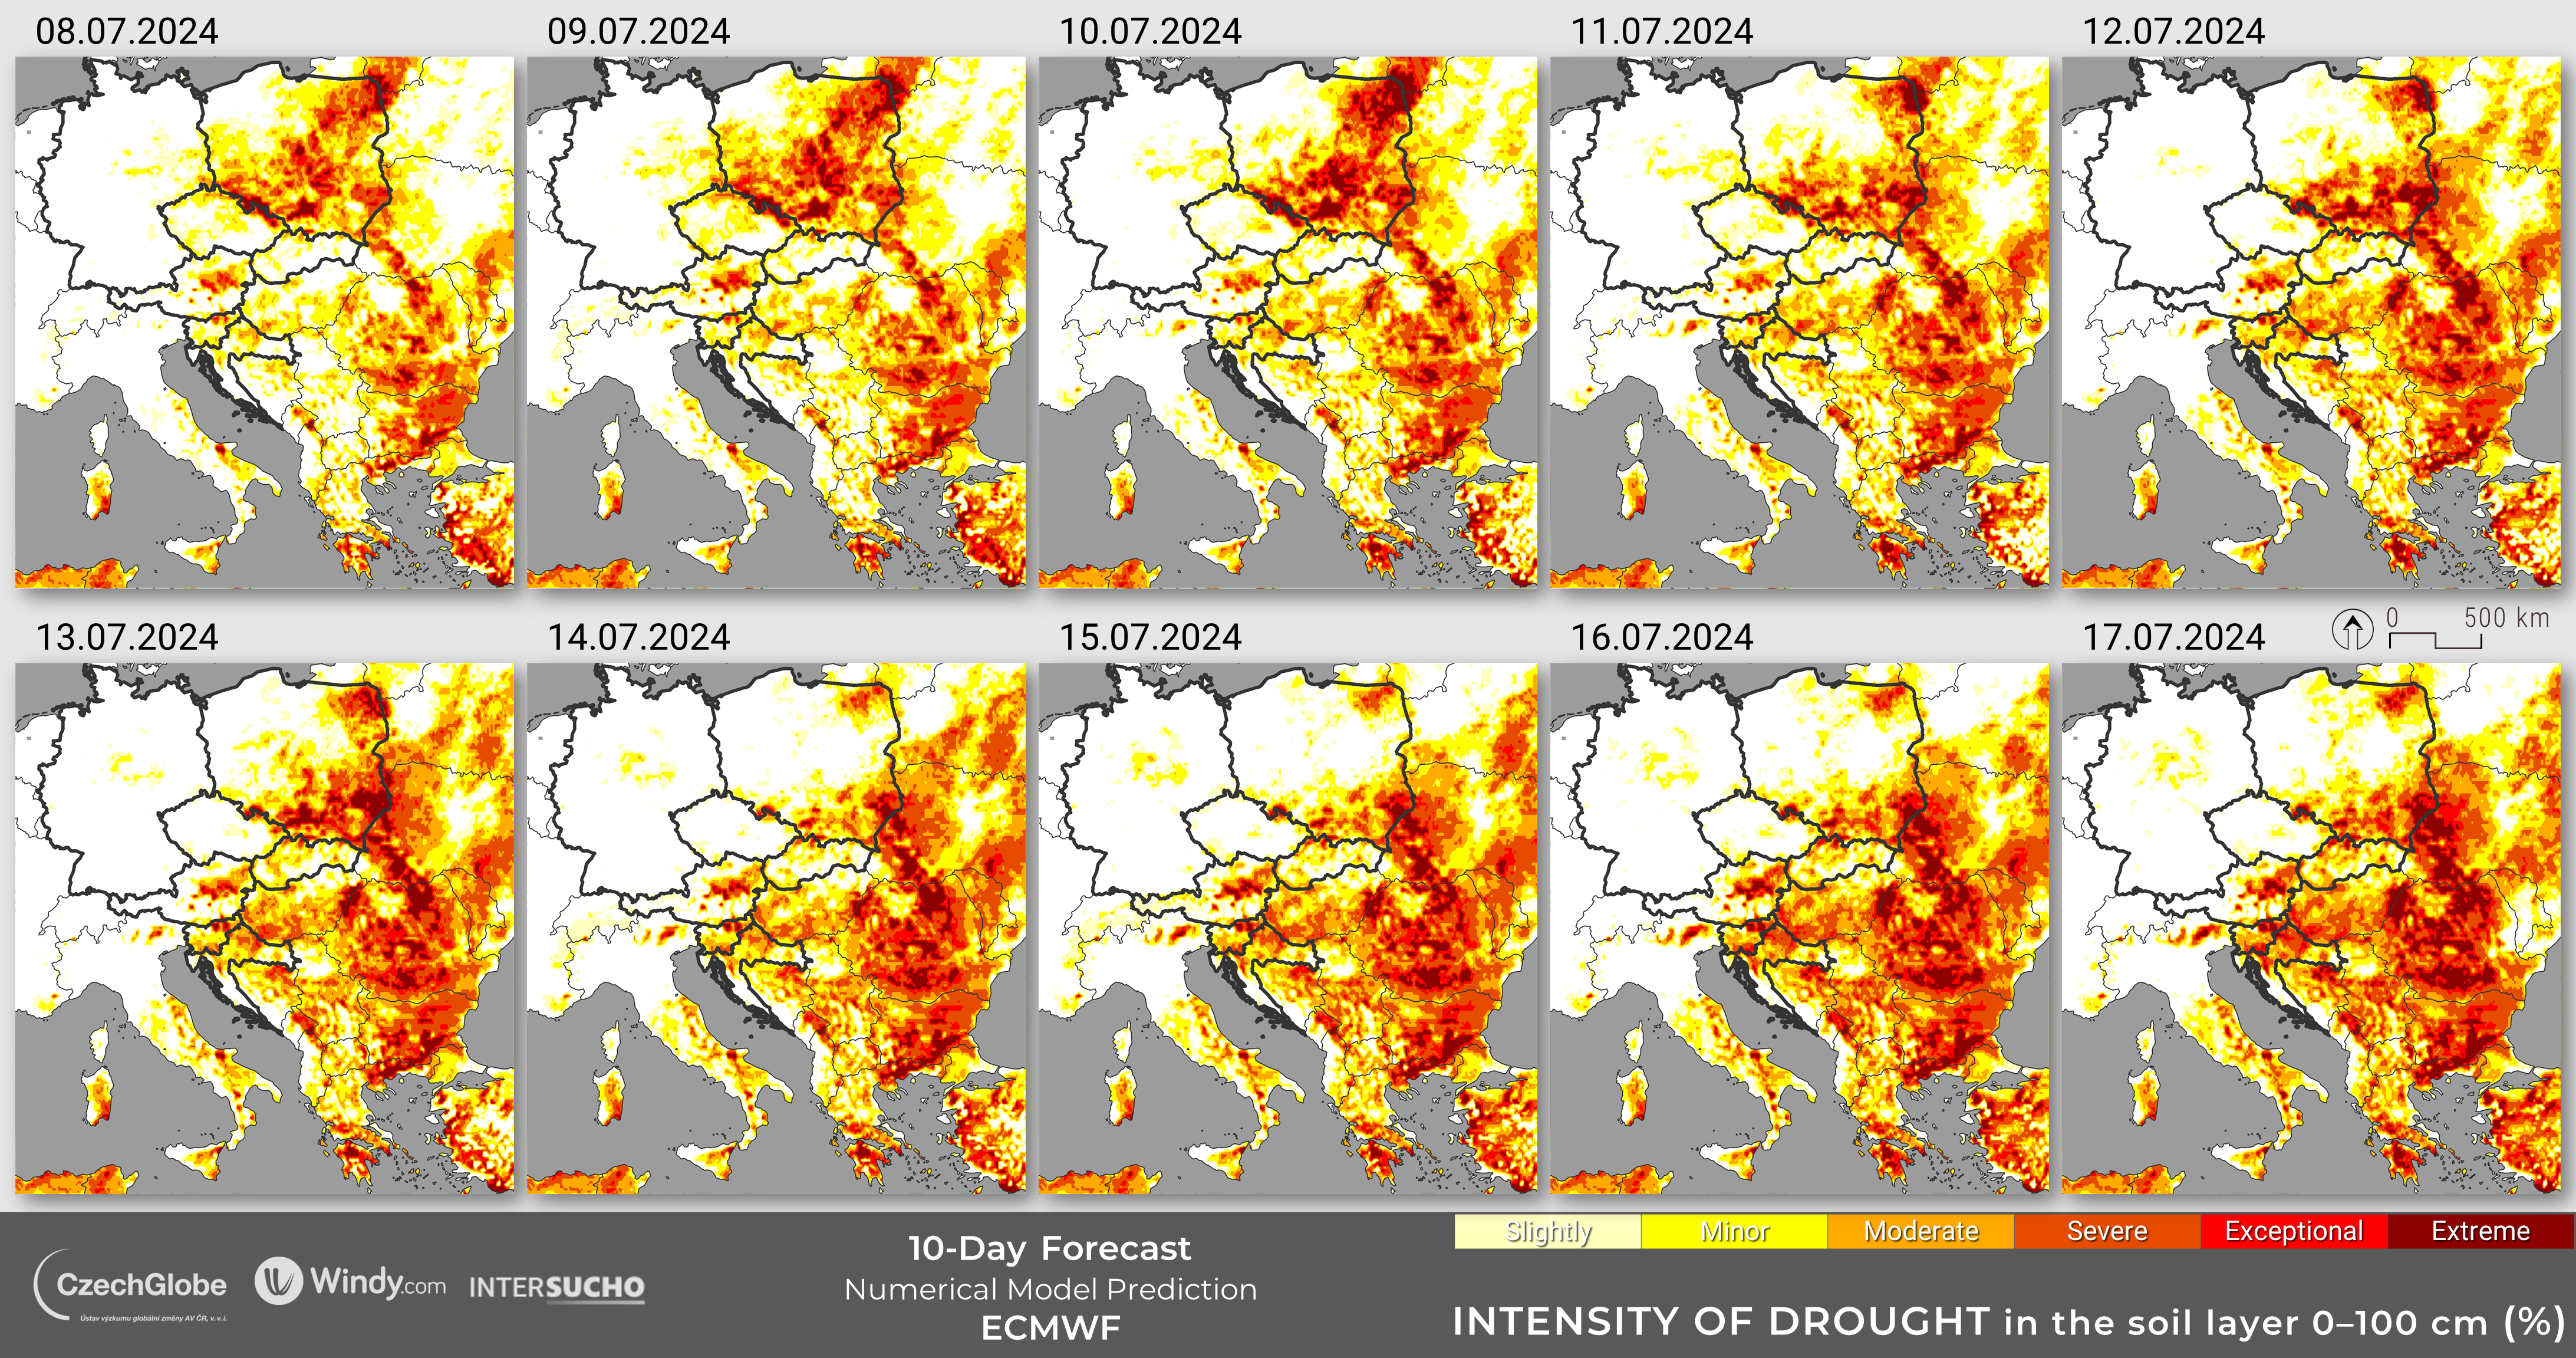 08.07.2024
09.07.2024
10.07.2024
11.07.2024
12.07.2024
13.07.2024
14.07.2024
15.07.2024
16.07.2024
17.07.2024
0 500 km
Slightly Minor Moderate Severe Exceptional Extreme
CzechGlobe
Ústav výzkumu globální změny AV ČR, v. v. i.
Windy.com
INTERSUCHO
10-Day Forecast
Numerical Model Prediction
ECMWF
INTENSITY OF DROUGHT in the soil layer 0–100 cm (%)